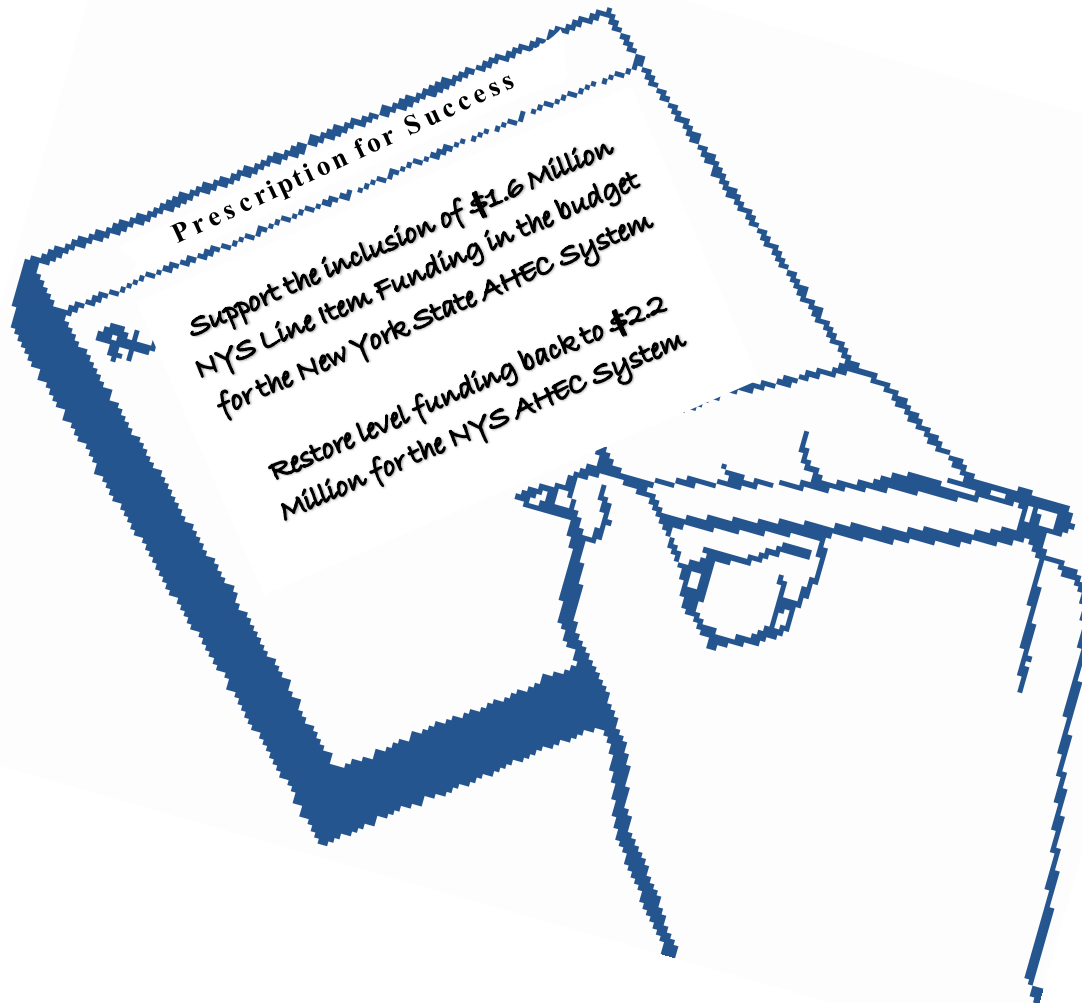 Prescription for Success
Support the inclusion of $1.6 Million
NYS Line Item Funding in the budget
for the New York State AHEC System
Restore level funding back to $2.2
Million for the NYS AHEC System